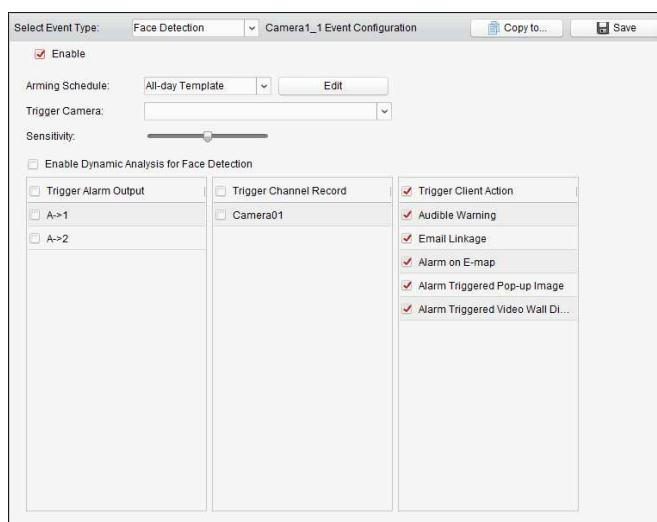 Select Event Type: Face Detection Camera1_1 Event Configuration Copy to... Save
Enable
Arming Schedule: All-day Template Edit
Trigger Camera:
Sensitivity:
Enable Dynamic Analysis for Face Detection
Trigger Alarm Output Trigger Channel Record Trigger Client Action
A->1 Camera01 Audible Warning
A->2 Email Linkage
Alarm on E-map
Alarm Triggered Pop-up Image
Alarm Triggered Video Wall Di...